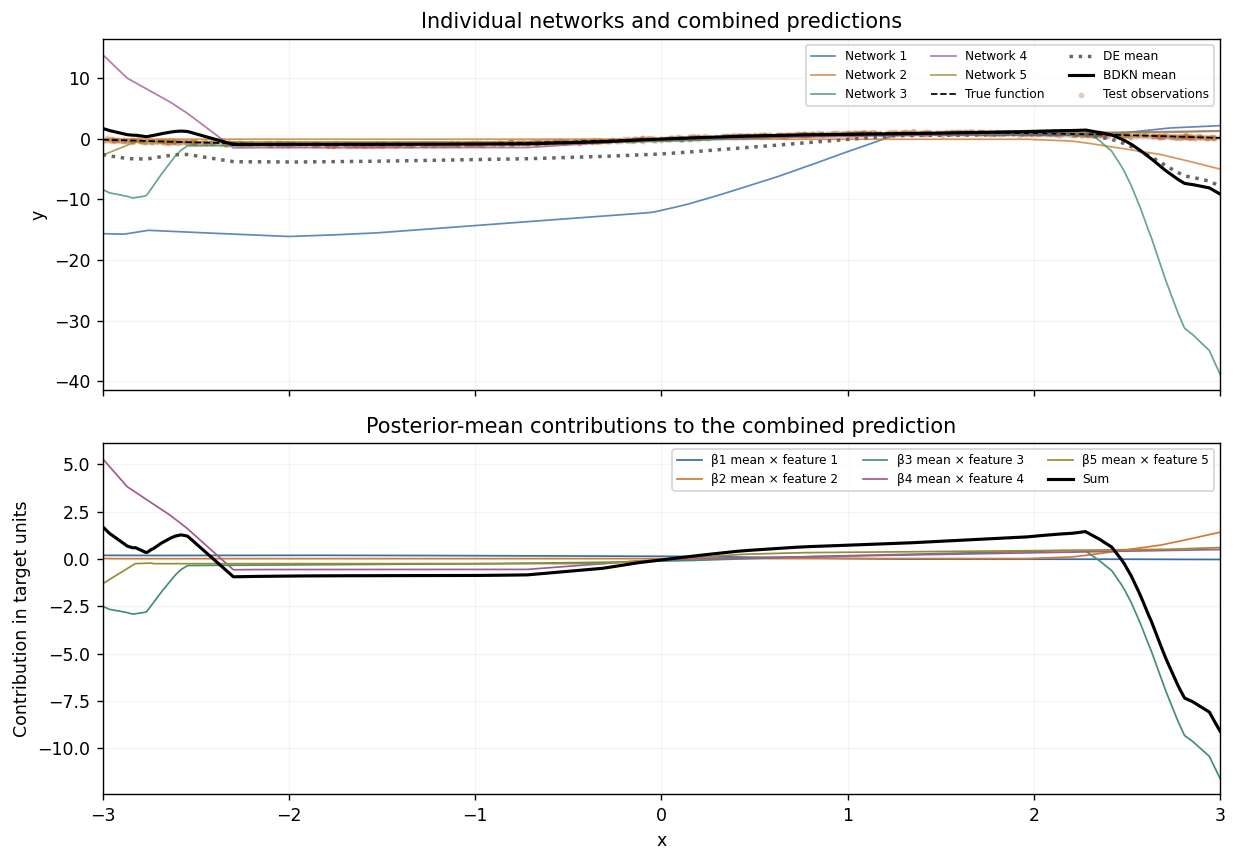 Individual networks and combined predictions
Network 1
Network 2
Network 3
Network 4
Network 5
True function
DE mean
BDKN mean
Test observations
10
0
−10
−20
−30
−40
y
Posterior-mean contributions to the combined prediction
β1 mean × feature 1
β2 mean × feature 2
β3 mean × feature 3
β4 mean × feature 4
β5 mean × feature 5
Sum
5.0
2.5
0.0
−2.5
−5.0
−7.5
−10.0
Contribution in target units
−3
−2
−1
0
1
2
3
x